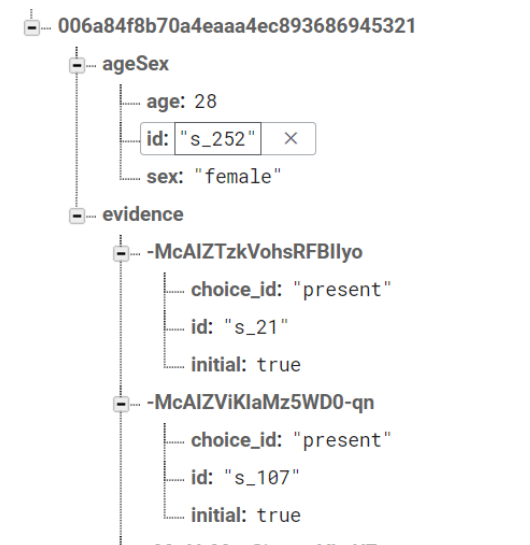 006a84f8b70a4eaaa4ec893686945321
ageSex
age: 28
id: "s_252" ×
sex: "female"
evidence
-McAIZTzkVohsRFBIIyo
choice_id: "present"
id: "s_21"
initial: true
-McAIZViKIaMz5WD0-qn
choice_id: "present"
id: "s_107"
initial: true